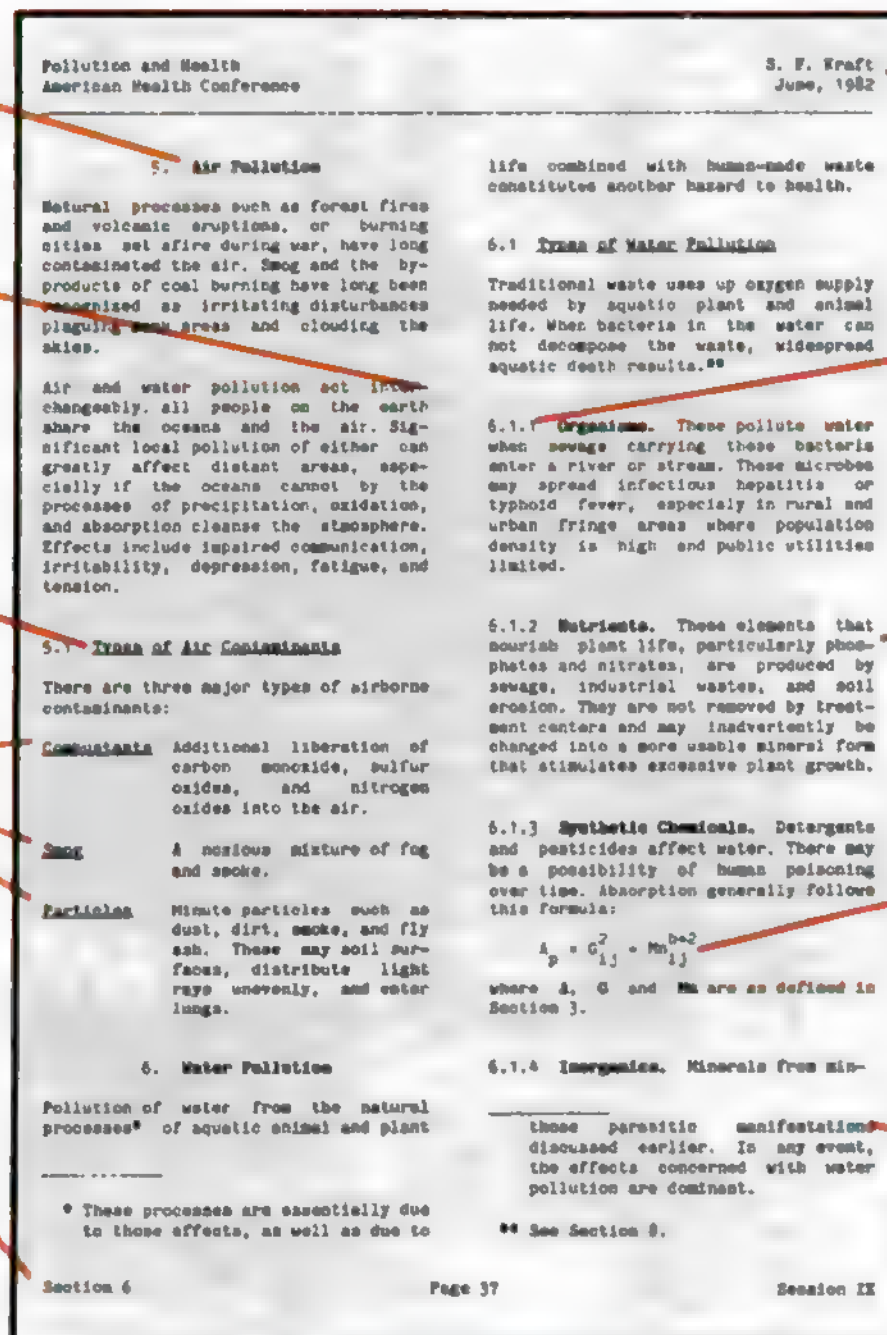 Pollution and Health
American Health Conference
S. F. Kraft
June, 1982
5. Air Pollution
Natural processes such as forest fires
and volcanic eruptions, or burning
cities set afire during war, have long
contaminated the air. Smog and the by-
products of coal burning have long been
recognized as irritating disturbances
plaguing many areas and clouding the
skies.
Air and water pollution act inter-
changeably. all people on the earth
share the oceans and the air. Sig-
nificant local pollution of either can
greatly affect distant areas, espe-
cially if the oceans cannot by the
processes of precipitation, oxidation,
and absorption cleanse the atmosphere.
Effects include impaired communication,
irritability, depression, fatigue, and
tension.
5.1 Types of Air Contaminants
There are three major types of airborne
contaminants:
Combustants Additional liberation of
carbon monoxide, sulfur
oxides, and nitrogen
oxides into the air.
Smog A noxious mixture of fog
and smoke.
Particles Minute particles such as
dust, dirt, smoke, and fly
ash. These may soil sur-
faces, distribute light
rays unevenly, and enter
lungs.
6. Water Pollution
Pollution of water from the natural
processes* of aquatic animal and plant
* These processes are essentially due
to those effects, as well as due to
life combined with human-made waste
constitutes another hazard to health.
6.1 Types of Water Pollution
Traditional waste uses up oxygen supply
needed by aquatic plant and animal
life. When bacteria in the water can
not decompose the waste, widespread
aquatic death results.**
6.1.1 Organisms. These pollute water
when sewage carrying these bacteria
enter a river or stream. These microbes
may spread infectious hepatitis or
typhoid fever, especialy in rural and
urban fringe areas where population
density is high and public utilities
limited.
6.1.2 Nutrients. These elements that
nourish plant life, particularly phos-
phates and nitrates, are produced by
sewage, industrial wastes, and soil
erosion. They are not removed by treat-
ment centers and may inadvertently be
changed into a more usable mineral form
that stimulates excessive plant growth.
6.1.3 Synthetic Chemicals. Detergents
and pesticides affect water. There may
be a possibility of human poisoning
over time. Absorption generally follows
this formula:
where A, G and Mn are as defined in
Section 3.
6.1.4 Inorganics. Minerals from min-
those parasitic manifestations
discussed earlier. In any event,
the effects concerned with water
pollution are dominant.
** See Section 8.
Section 6
Page 37
Session IX